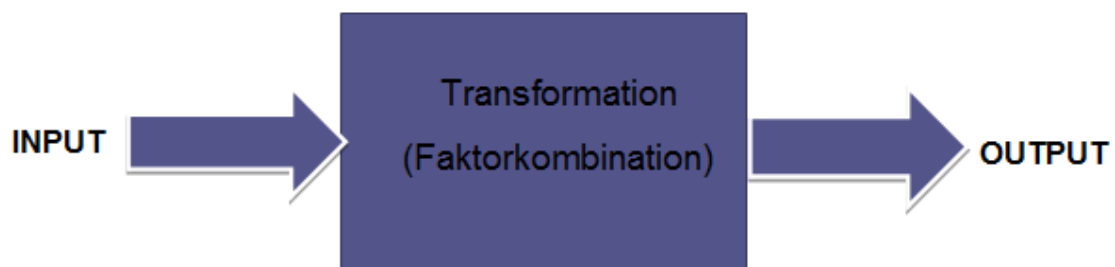 INPUT
Transformation
(Faktorkombination)
OUTPUT